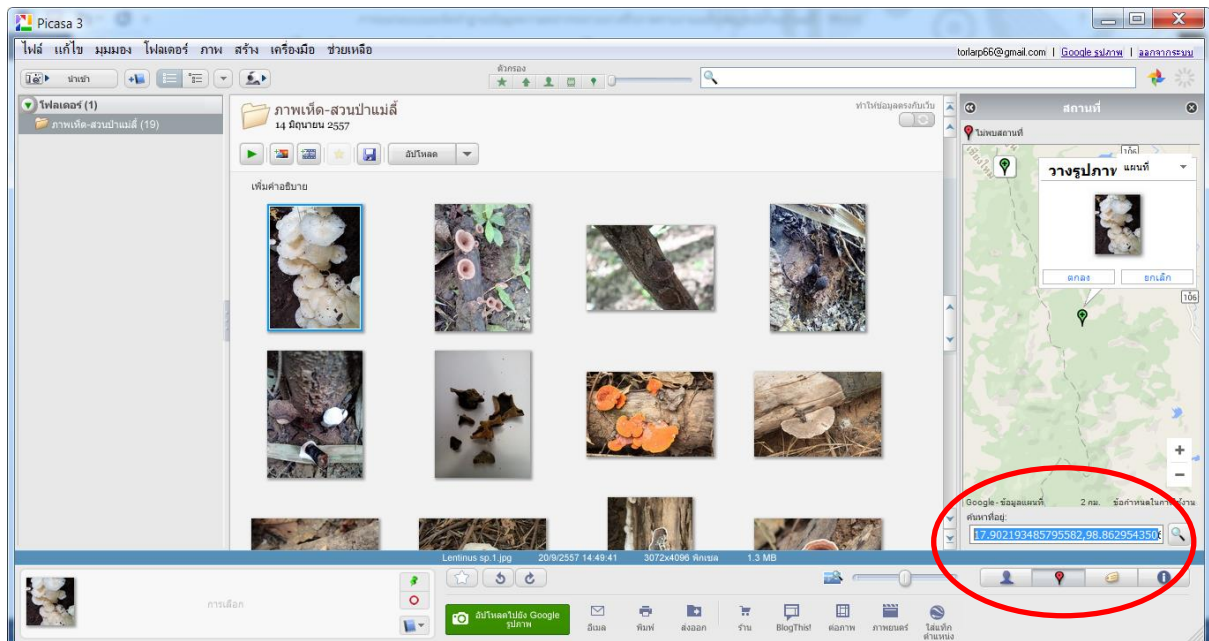 Picasa 3
ไฟล์ แก้ไข มุมมอง โฟลเดอร์ ภาพ สร้าง เครื่องมือ ช่วยเหลือ
torlarp66@gmail.com | Google รูปภาพ | ออกจากระบบ
นำเข้า
ตัวกรอง
โฟลเดอร์ (1)
ภาพเห็ด-สวนป่าแม่ลี้ (19)
ภาพเห็ด-สวนป่าแม่ลี้
14 มิถุนายน 2557
ทำให้ข้อมูลตรงกับเว็บ
อัปโหลด
เพิ่มคำอธิบาย
สถานที่
ไม่พบสถานที่
106
วางรูปภาพ
แผนที่
ตกลง
ยกเลิก
106
Google - ข้อมูลแผนที่ 2 กม. ข้อกำหนดในการใช้งาน
ค้นหาที่อยู่:
17.902193485795582,98.862954350
Lentinus sp.1.jpg 20/9/2557 14:49:41 3072x4096 พิกเซล 1.3 MB
การเลือก
อัปโหลดไปยัง Google
รูปภาพ
อีเมล
พิมพ์
ส่งออก
ร้าน
BlogThis!
ต่อภาพ
ภาพยนตร์
ใส่แท็ก
ตำแหน่ง